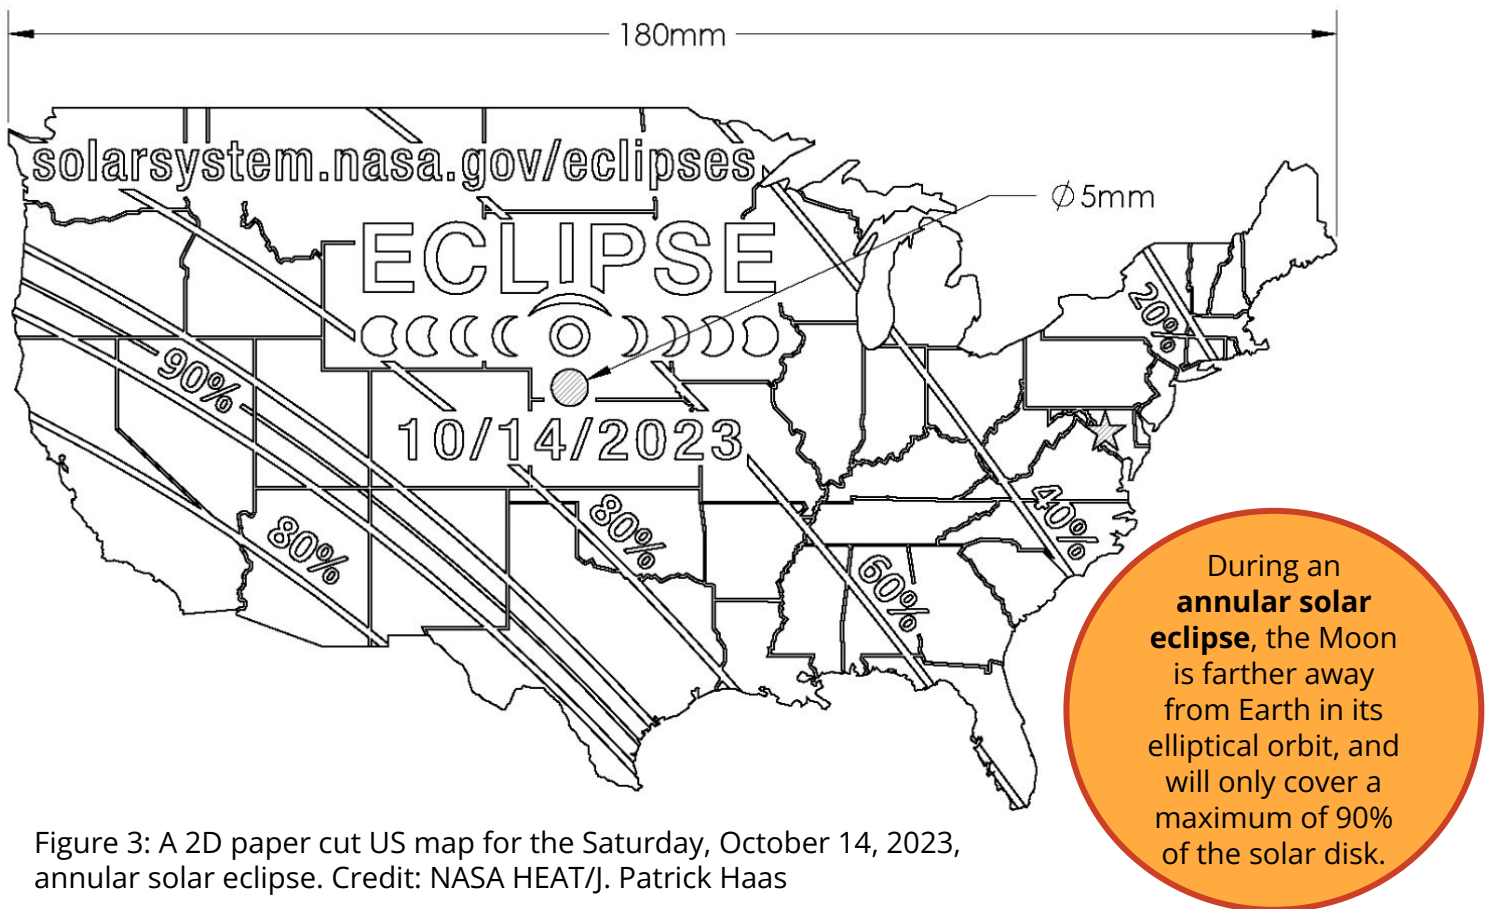 180mm
solarsystem.nasa.gov/eclipses
⌀5mm
ECLIPSE
20%
90%
10/14/2023
80%
80%
40%
60%
During an
annular solar
eclipse, the Moon
is farther away
from Earth in its
elliptical orbit, and
will only cover a
maximum of 90%
of the solar disk.
Figure 3: A 2D paper cut US map for the Saturday, October 14, 2023,
annular solar eclipse. Credit: NASA HEAT/J. Patrick Haas